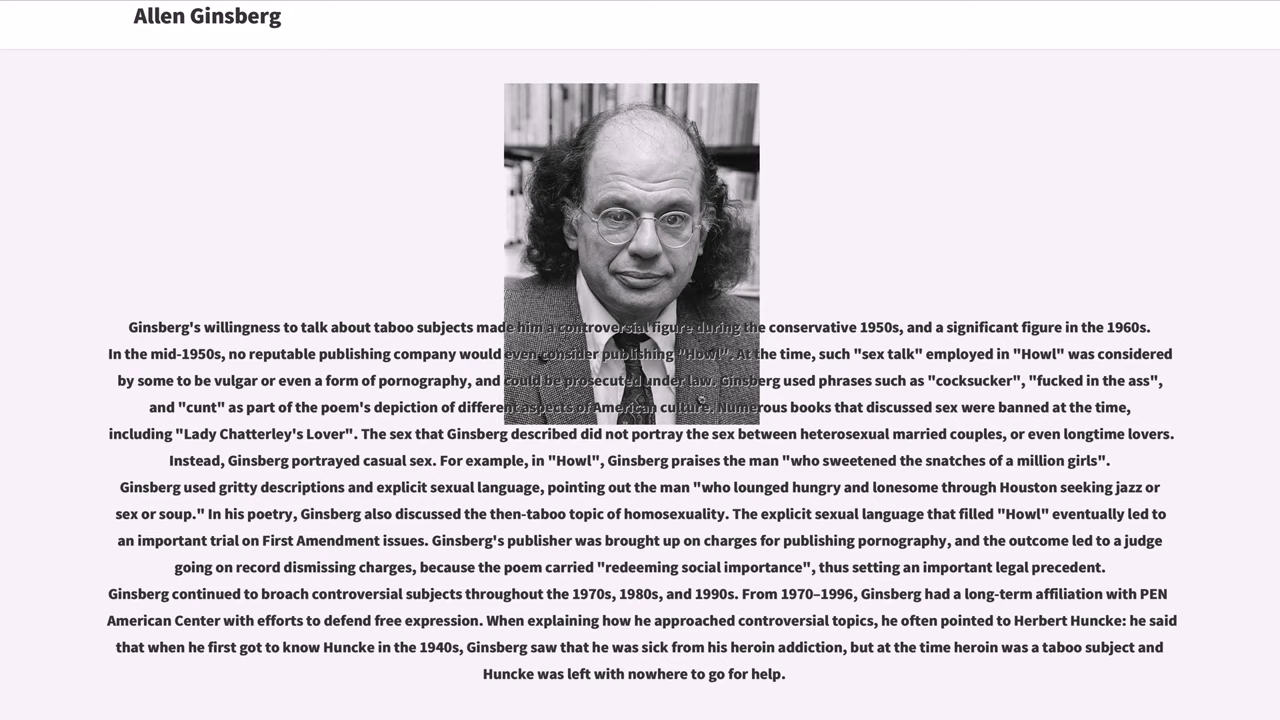 Allen Ginsberg
Ginsberg's willingness to talk about taboo subjects made him a controversial figure during the conservative 1950s, and a significant figure in the 1960s.
In the mid-1950s, no reputable publishing company would even consider publishing "Howl". At the time, such "sex talk" employed in "Howl" was considered
by some to be vulgar or even a form of pornography, and could be prosecuted under law. Ginsberg used phrases such as "cocksucker", "fucked in the ass",
and "cunt" as part of the poem's depiction of different aspects of American culture. Numerous books that discussed sex were banned at the time,
including "Lady Chatterley's Lover". The sex that Ginsberg described did not portray the sex between heterosexual married couples, or even longtime lovers.
Instead, Ginsberg portrayed casual sex. For example, in "Howl", Ginsberg praises the man "who sweetened the snatches of a million girls".
Ginsberg used gritty descriptions and explicit sexual language, pointing out the man "who lounged hungry and lonesome through Houston seeking jazz or
sex or soup." In his poetry, Ginsberg also discussed the then-taboo topic of homosexuality. The explicit sexual language that filled "Howl" eventually led to
an important trial on First Amendment issues. Ginsberg's publisher was brought up on charges for publishing pornography, and the outcome led to a judge
going on record dismissing charges, because the poem carried "redeeming social importance", thus setting an important legal precedent.
Ginsberg continued to broach controversial subjects throughout the 1970s, 1980s, and 1990s. From 1970–1996, Ginsberg had a long-term affiliation with PEN
American Center with efforts to defend free expression. When explaining how he approached controversial topics, he often pointed to Herbert Huncke: he said
that when he first got to know Huncke in the 1940s, Ginsberg saw that he was sick from his heroin addiction, but at the time heroin was a taboo subject and
Huncke was left with nowhere to go for help.